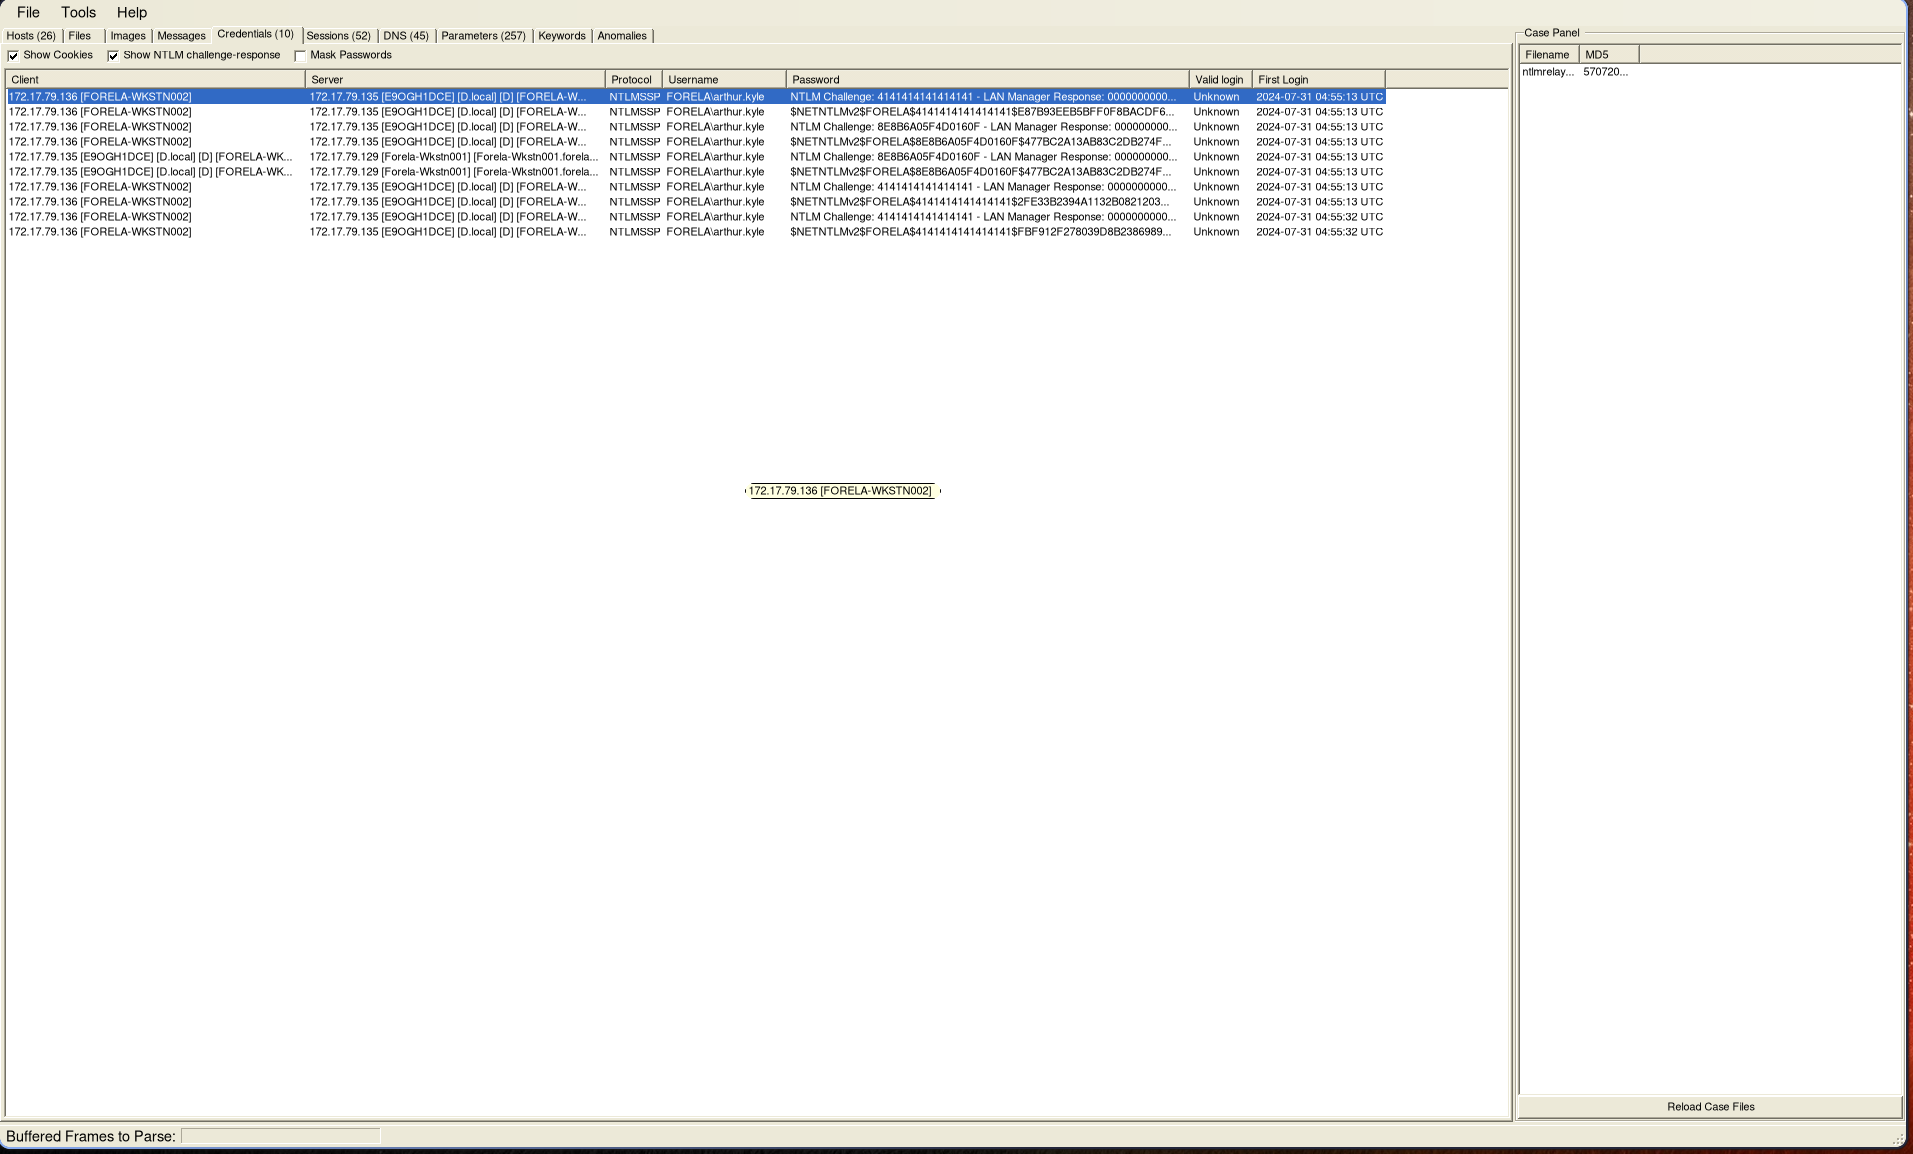 File Tools Help
Hosts (26) Files Images Messages Credentials (10) Sessions (52) DNS (45) Parameters (257) Keywords Anomalies
Show Cookies Show NTLM challenge-response Mask Passwords
Client Server Protocol Username Password Valid login First Login
172.17.79.136 [FORELA-WKSTN002] 172.17.79.135 [E9OGH1DCE] [D.local] [D] [FORELA-W... NTLMSSP FORELA\arthur.kyle NTLM Challenge: 4141414141414141 - LAN Manager Response: 0000000000... Unknown 2024-07-31 04:55:13 UTC
172.17.79.136 [FORELA-WKSTN002] 172.17.79.135 [E9OGH1DCE] [D.local] [D] [FORELA-W... NTLMSSP FORELA\arthur.kyle $NETNTLMv2$FORELA$4141414141414141$E87B93EEB5BFF0F8BACDF6... Unknown 2024-07-31 04:55:13 UTC
172.17.79.136 [FORELA-WKSTN002] 172.17.79.135 [E9OGH1DCE] [D.local] [D] [FORELA-W... NTLMSSP FORELA\arthur.kyle NTLM Challenge: 8E8B6A05F4D0160F - LAN Manager Response: 000000000... Unknown 2024-07-31 04:55:13 UTC
172.17.79.136 [FORELA-WKSTN002] 172.17.79.135 [E9OGH1DCE] [D.local] [D] [FORELA-W... NTLMSSP FORELA\arthur.kyle $NETNTLMv2$FORELA$8E8B6A05F4D0160F$477BC2A13AB83C2DB274F... Unknown 2024-07-31 04:55:13 UTC
172.17.79.135 [E9OGH1DCE] [D.local] [D] [FORELA-WK... 172.17.79.129 [Forela-Wkstn001] [Forela-Wkstn001.forela... NTLMSSP FORELA\arthur.kyle NTLM Challenge: 8E8B6A05F4D0160F - LAN Manager Response: 000000000... Unknown 2024-07-31 04:55:13 UTC
172.17.79.135 [E9OGH1DCE] [D.local] [D] [FORELA-WK... 172.17.79.129 [Forela-Wkstn001] [Forela-Wkstn001.forela... NTLMSSP FORELA\arthur.kyle $NETNTLMv2$FORELA$8E8B6A05F4D0160F$477BC2A13AB83C2DB274F... Unknown 2024-07-31 04:55:13 UTC
172.17.79.136 [FORELA-WKSTN002] 172.17.79.135 [E9OGH1DCE] [D.local] [D] [FORELA-W... NTLMSSP FORELA\arthur.kyle NTLM Challenge: 4141414141414141 - LAN Manager Response: 0000000000... Unknown 2024-07-31 04:55:13 UTC
172.17.79.136 [FORELA-WKSTN002] 172.17.79.135 [E9OGH1DCE] [D.local] [D] [FORELA-W... NTLMSSP FORELA\arthur.kyle $NETNTLMv2$FORELA$4141414141414141$2FE33B2394A1132B0821203... Unknown 2024-07-31 04:55:13 UTC
172.17.79.136 [FORELA-WKSTN002] 172.17.79.135 [E9OGH1DCE] [D.local] [D] [FORELA-W... NTLMSSP FORELA\arthur.kyle NTLM Challenge: 4141414141414141 - LAN Manager Response: 0000000000... Unknown 2024-07-31 04:55:32 UTC
172.17.79.136 [FORELA-WKSTN002] 172.17.79.135 [E9OGH1DCE] [D.local] [D] [FORELA-W... NTLMSSP FORELA\arthur.kyle $NETNTLMv2$FORELA$4141414141414141$FBF912F278039D8B2386989... Unknown 2024-07-31 04:55:32 UTC
172.17.79.136 [FORELA-WKSTN002]
Case Panel
Filename MD5
ntlmrelay... 570720...
Reload Case Files
Buffered Frames to Parse: